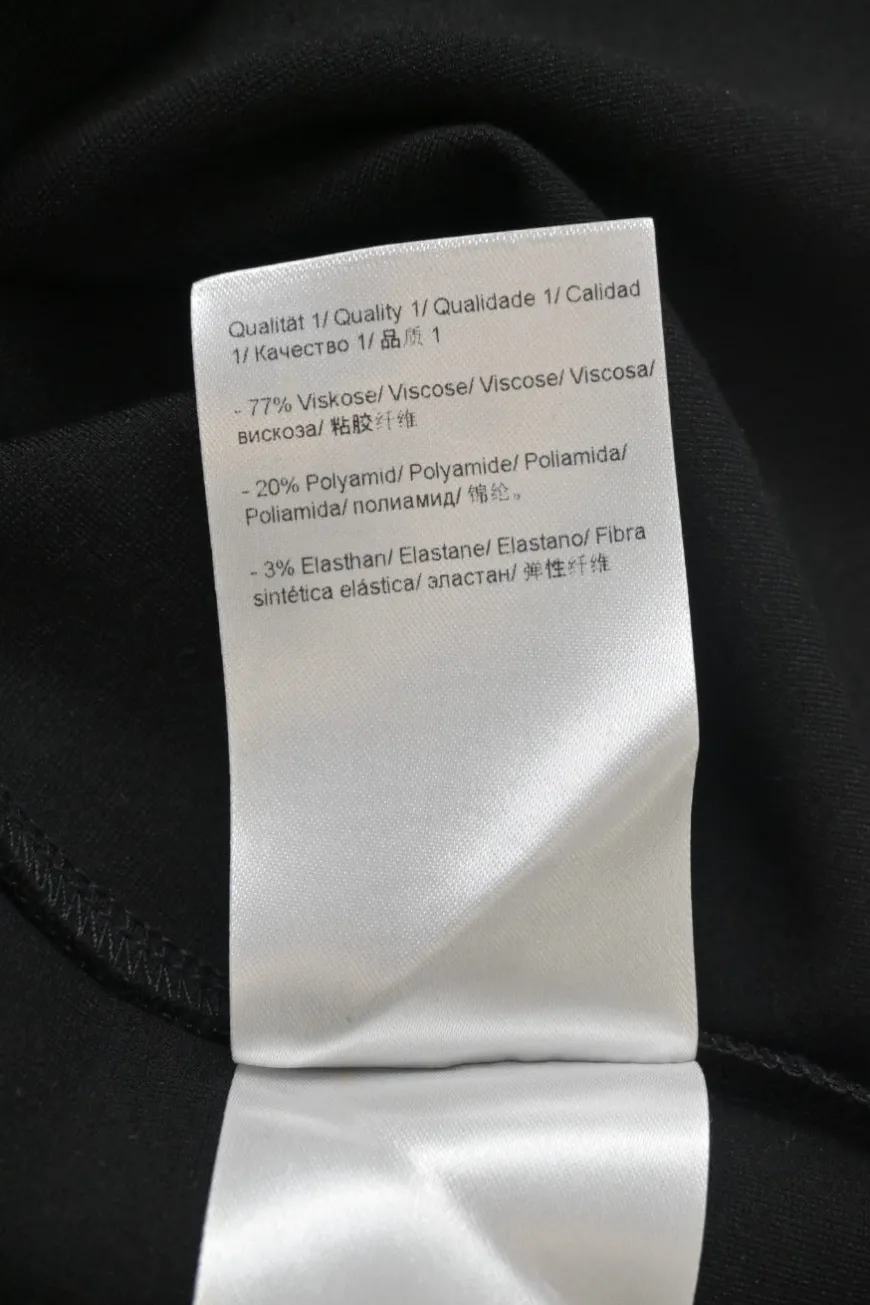 Qualität 1/ Quality 1/ Qualidade 1/ Calidad
1/ Качество 1/ 品质 1
- 77% Viskose/ Viscose/ Viscose/ Viscosa/
вискоза/ 粘胶纤维
- 20% Polyamid/ Polyamide/ Poliamida/
Poliamida/ полиамид/ 锦纶。
- 3% Elasthan/ Elastane/ Elastano/ Fibra
sintética elástica/ эластан/ 弹性纤维